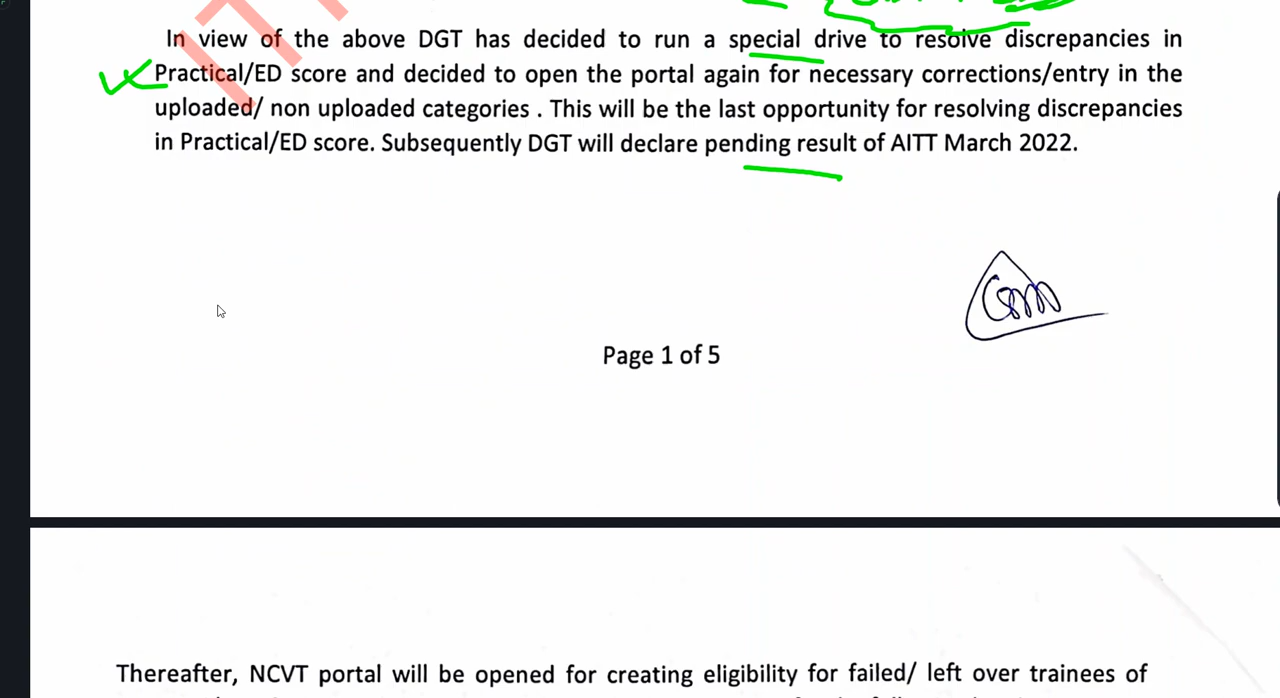 In view of the above DGT has decided to run a special drive to resolve discrepancies in
Practical/ED score and decided to open the portal again for necessary corrections/entry in the
uploaded/ non uploaded categories . This will be the last opportunity for resolving discrepancies
in Practical/ED score. Subsequently DGT will declare pending result of AITT March 2022.
Page 1 of 5
Thereafter, NCVT portal will be opened for creating eligibility for failed/ left over trainees of